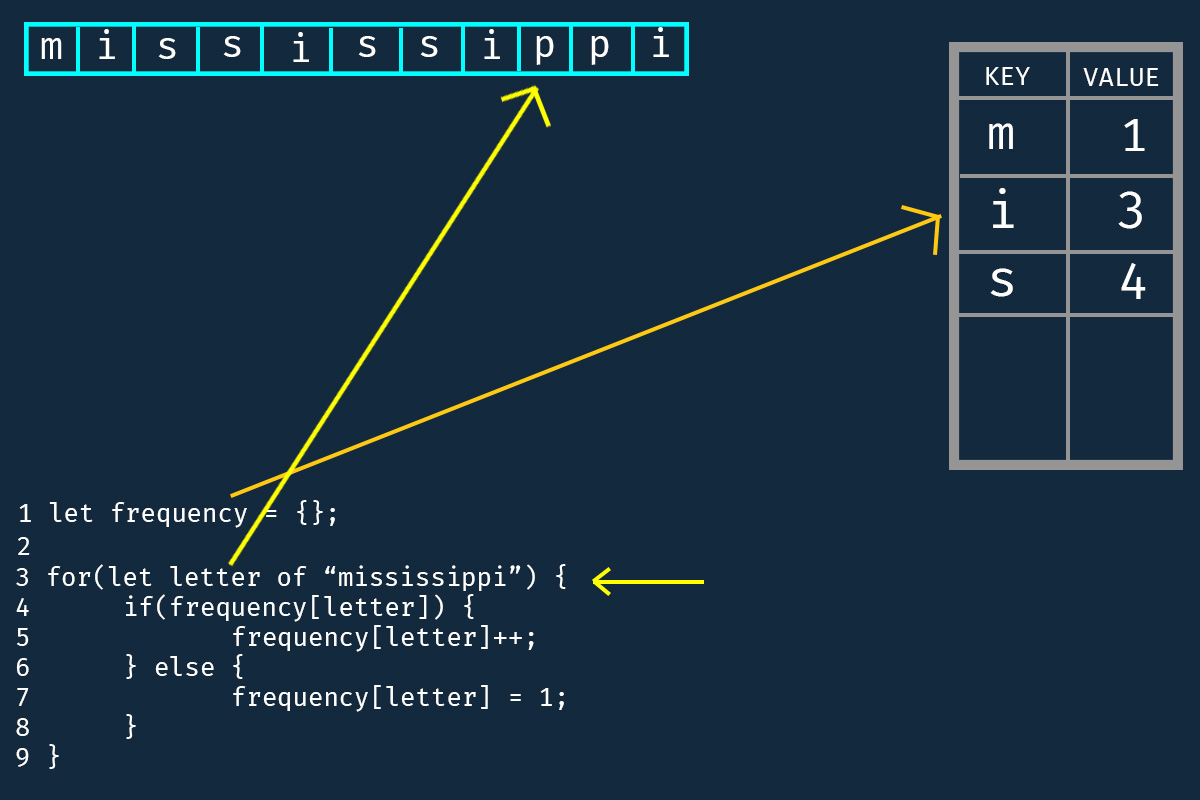 m i s s i s s i p p i
KEY VALUE
m 1
i 3
s 4
1 let frequency = {};
2
3 for(let letter of “mississippi”) {
4 if(frequency[letter]) {
5 frequency[letter]++;
6 } else {
7 frequency[letter] = 1;
8 }
9 }